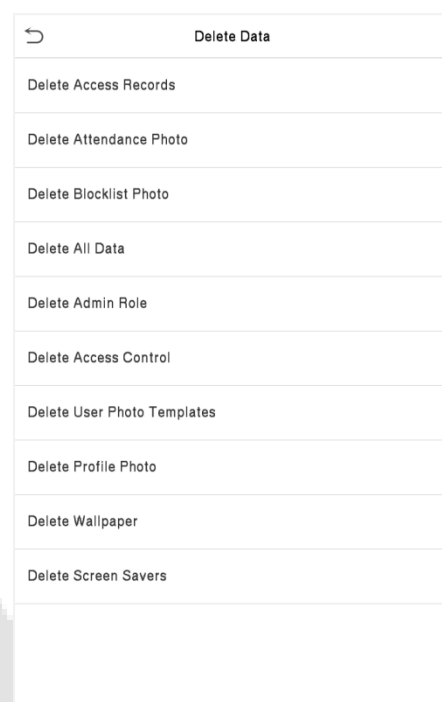 Delete Data
Delete Access Records
Delete Attendance Photo
Delete Blocklist Photo
Delete All Data
Delete Admin Role
Delete Access Control
Delete User Photo Templates
Delete Profile Photo
Delete Wallpaper
Delete Screen Savers